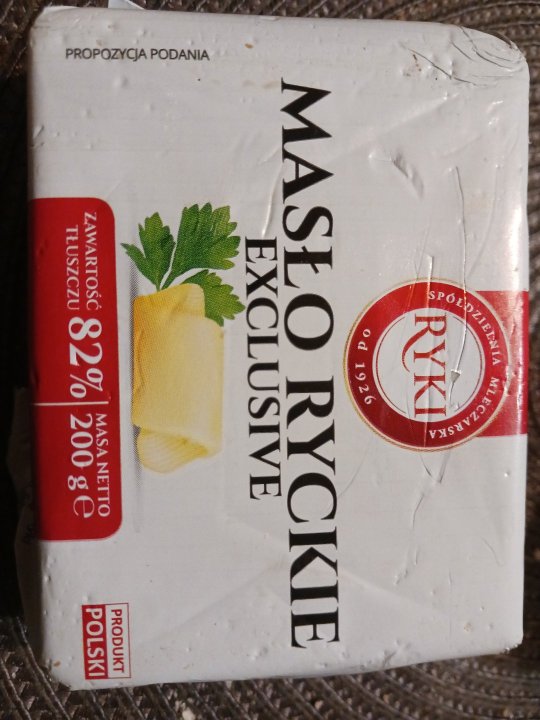 SPÓŁDZIELNIA MLECZARSKA
RYKI
od 1926
MASŁO RYCKIE
EXCLUSIVE
ZAWARTOŚĆ
TŁUSZCZU
82%
MASA NETTO
200 g ℮
PRODUKT
POLSKI
PROPOZYCJA PODANIA